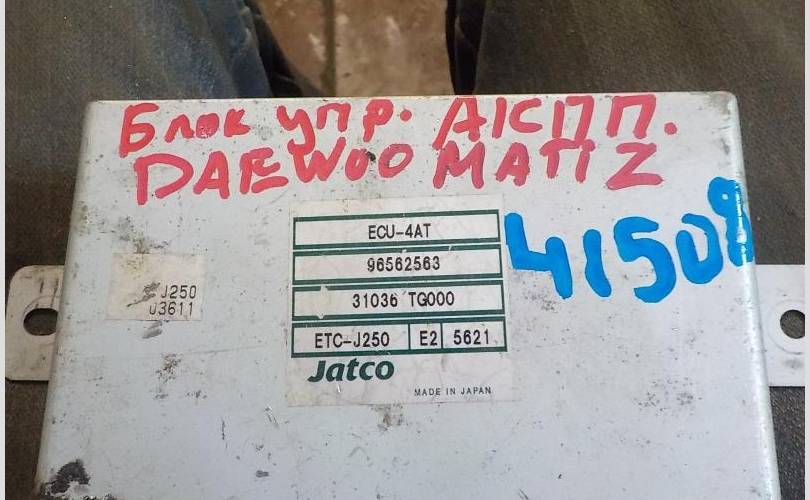 Блок упр. АКПП.
DAEWOO MATIZ
41508
ECU-4AT
96562563
31036 TG000
ETC-J250 E2 5621
Jatco
MADE IN JAPAN
J250
J3611